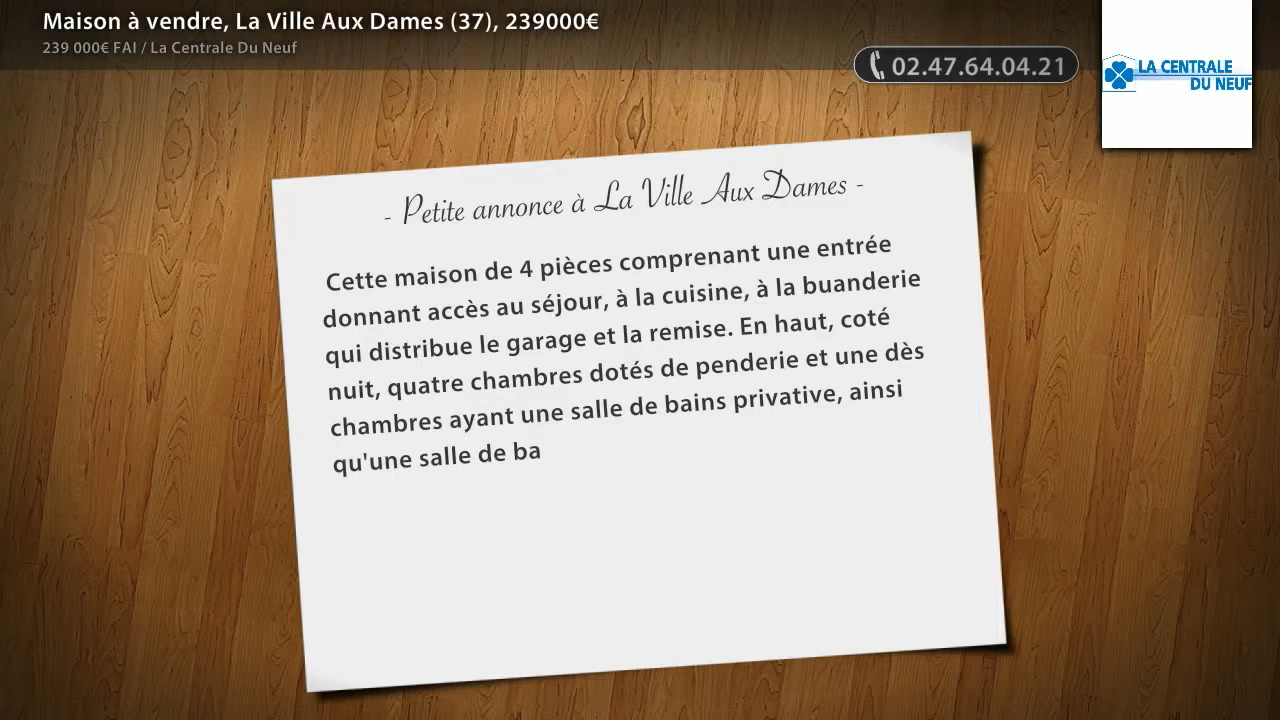 Maison à vendre, La Ville Aux Dames (37), 239000€
239 000€ FAI / La Centrale Du Neuf
02.47.64.04.21
LA CENTRALE
DU NEUF
- Petite annonce à La Ville Aux Dames -
Cette maison de 4 pièces comprenant une entrée
donnant accès au séjour, à la cuisine, à la buanderie
qui distribue le garage et la remise. En haut, coté
nuit, quatre chambres dotés de penderie et une dès
chambres ayant une salle de bains privative, ainsi
qu'une salle de ba